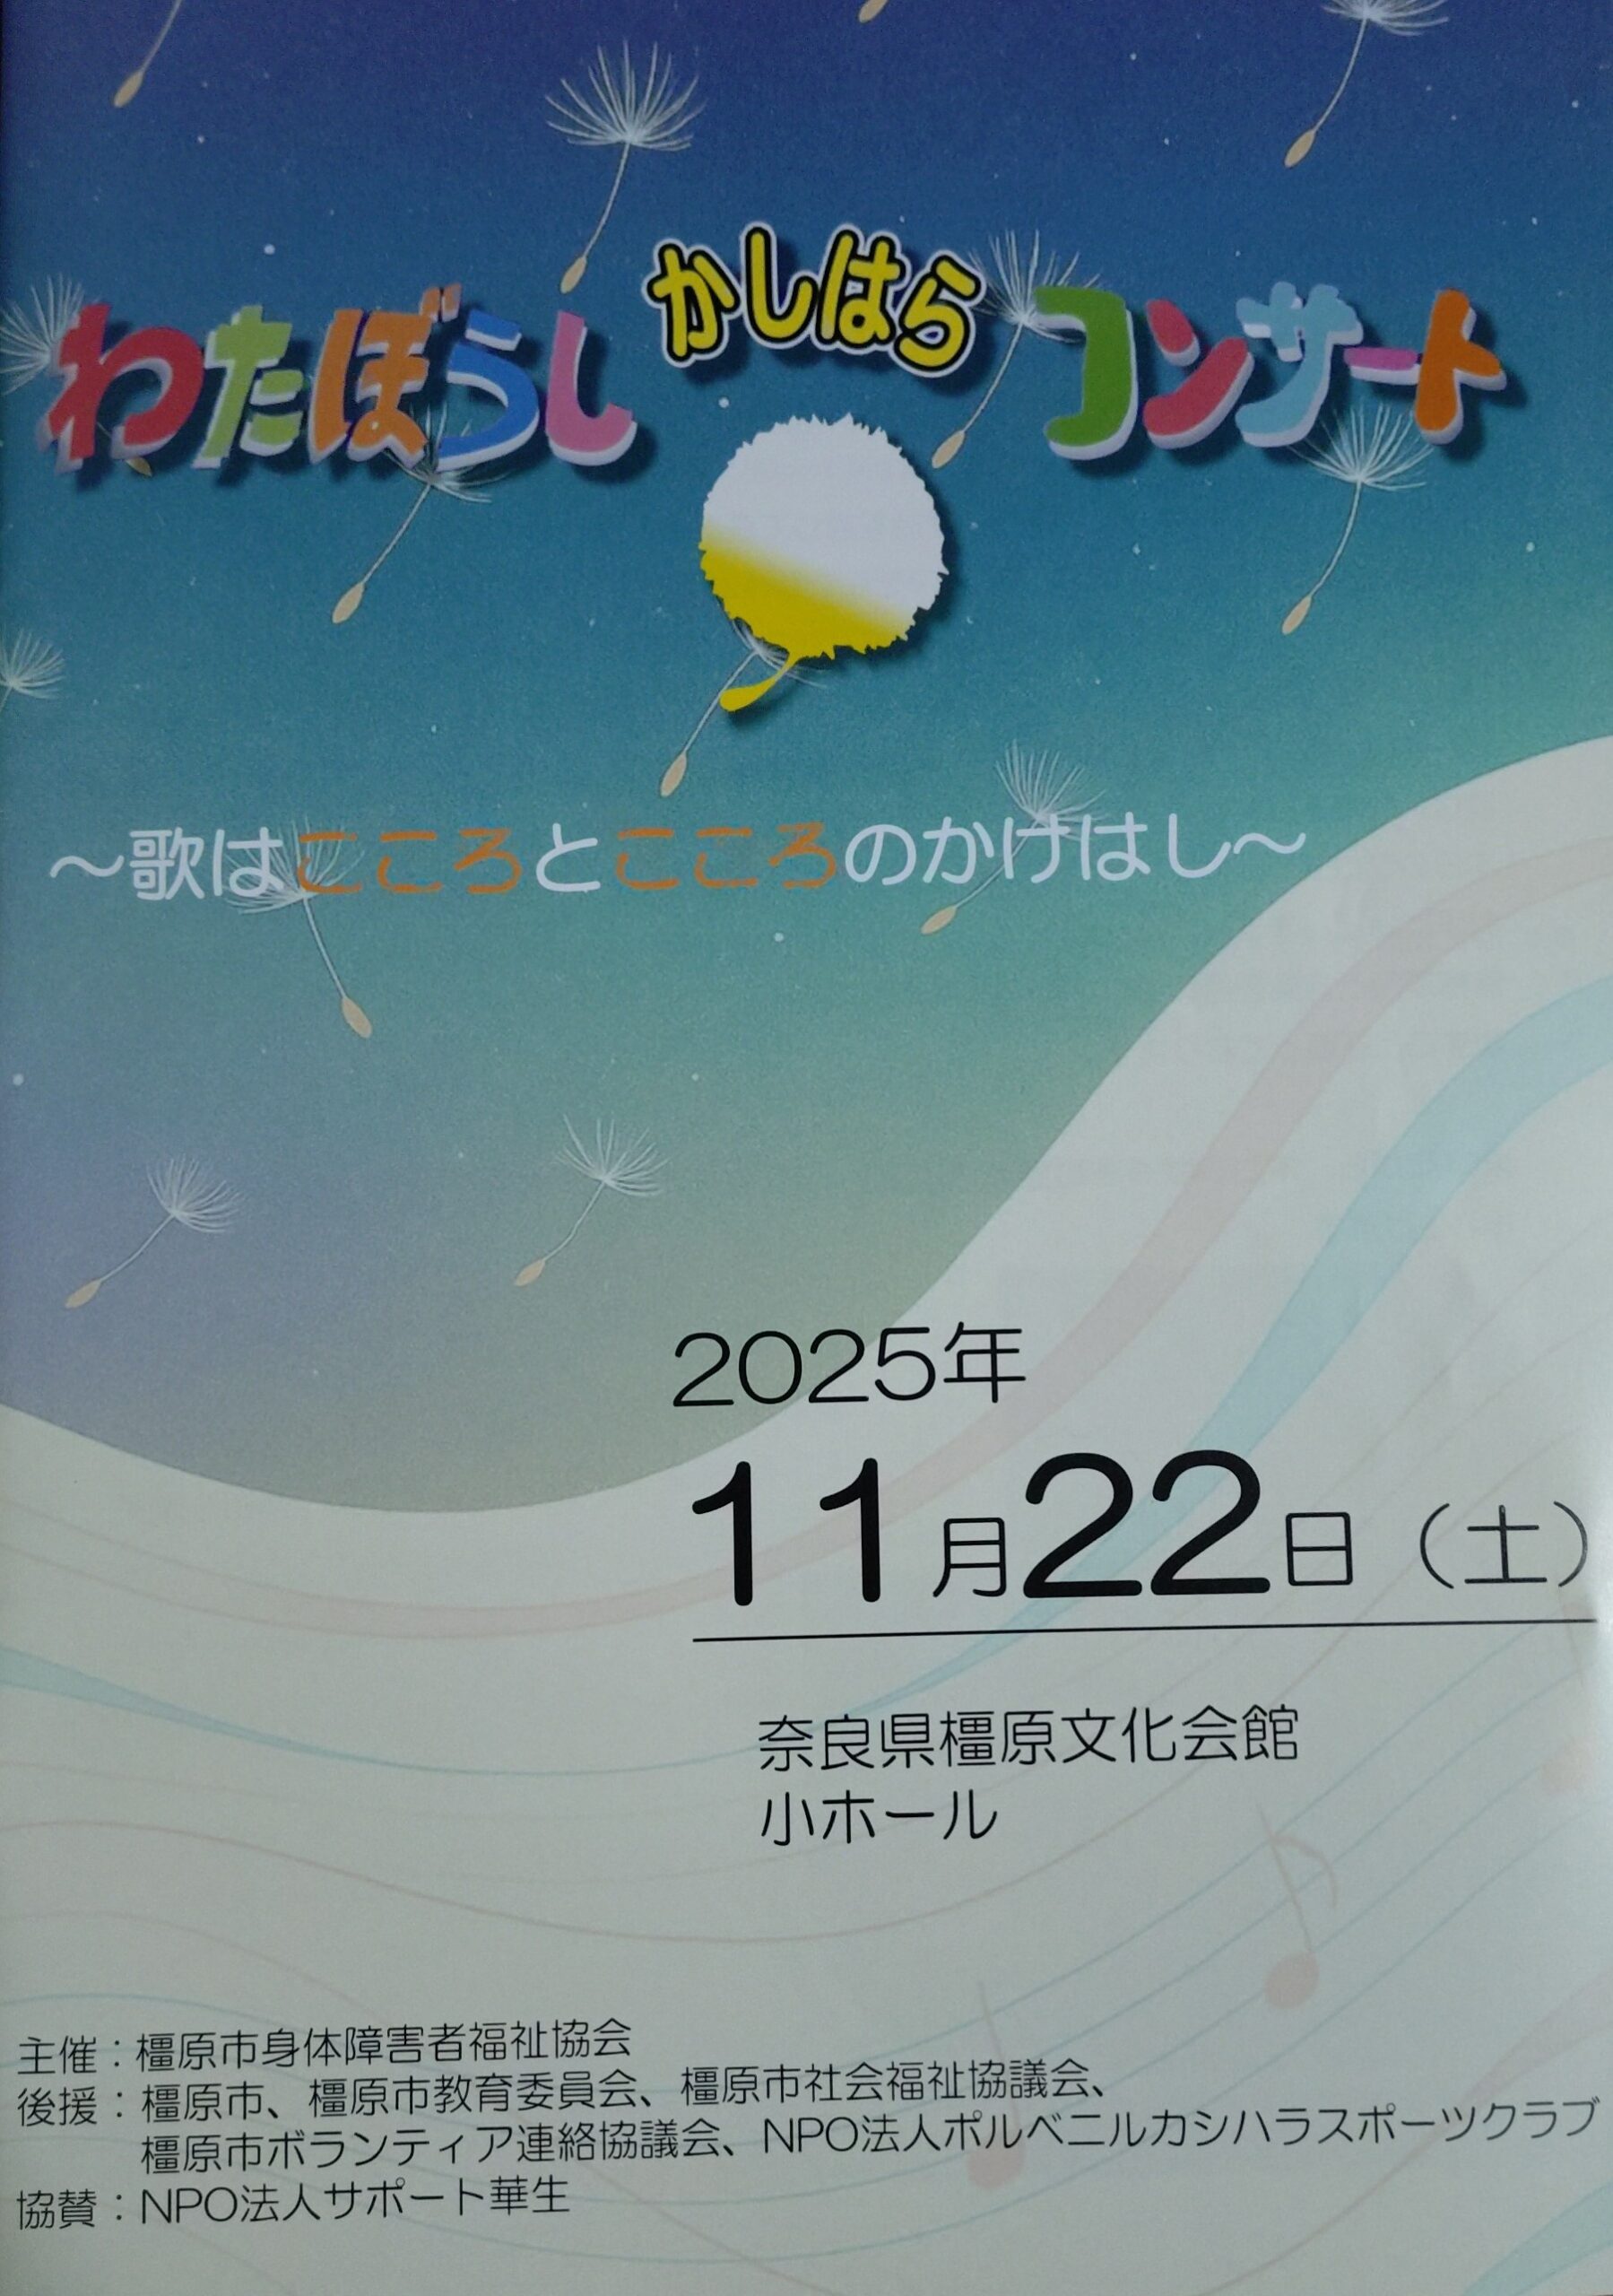 わたぼうし かしはら コンサート
～歌はこころとこころのかけはし～
2025年
11月22日（土）
奈良県橿原文化会館
小ホール
主催：橿原市身体障害者福祉協会
後援：橿原市、橿原市教育委員会、橿原市社会福祉協議会、
橿原市ボランティア連絡協議会、NPO法人ポルベニルカシハラスポーツクラブ
協賛：NPO法人サポート華生